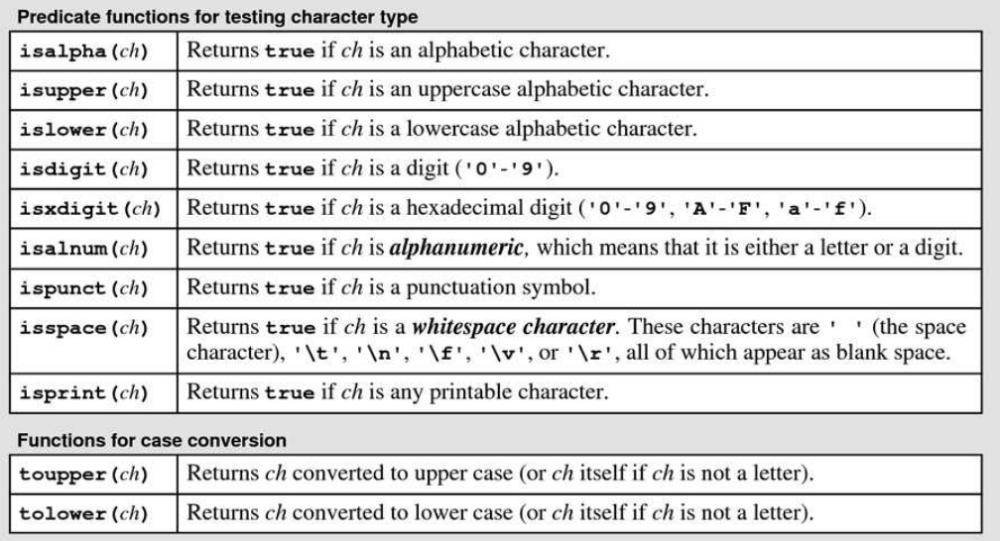 Predicate functions for testing character type
isalpha(ch) Returns true if ch is an alphabetic character.
isupper(ch) Returns true if ch is an uppercase alphabetic character.
islower(ch) Returns true if ch is a lowercase alphabetic character.
isdigit(ch) Returns true if ch is a digit ('0'-'9').
isxdigit(ch) Returns true if ch is a hexadecimal digit ('0'-'9', 'A'-'F', 'a'-'f').
isalnum(ch) Returns true if ch is alphanumeric, which means that it is either a letter or a digit.
ispunct(ch) Returns true if ch is a punctuation symbol.
isspace(ch) Returns true if ch is a whitespace character. These characters are ' ' (the space
character), '\t', '\n', '\f', '\v', or '\r', all of which appear as blank space.
isprint(ch) Returns true if ch is any printable character.
Functions for case conversion
toupper(ch) Returns ch converted to upper case (or ch itself if ch is not a letter).
tolower(ch) Returns ch converted to lower case (or ch itself if ch is not a letter).